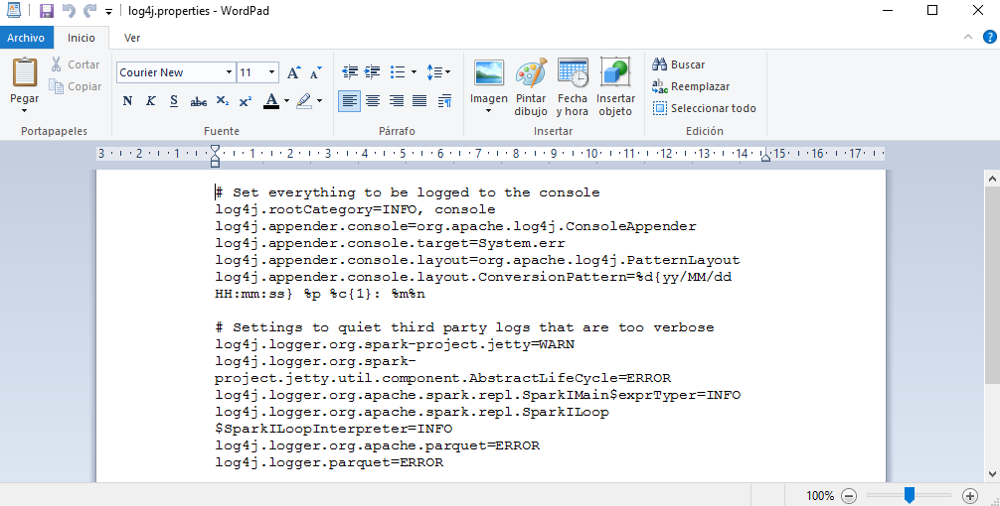 log4j.properties - WordPad
Archivo Inicio Ver
Pegar
Cortar
Copiar
Portapapeles
Courier New 11
N K S abc X₂ X² A
Fuente
Párrafo
Imagen
Pintar dibujo
Fecha y hora
Insertar objeto
Insertar
Buscar
Reemplazar
Seleccionar todo
Edición
3 2 1 1 2 3 4 5 6 7 8 9 10 11 12 13 14 15 16 17
# Set everything to be logged to the console
log4j.rootCategory=INFO, console
log4j.appender.console=org.apache.log4j.ConsoleAppender
log4j.appender.console.target=System.err
log4j.appender.console.layout=org.apache.log4j.PatternLayout
log4j.appender.console.layout.ConversionPattern=%d{yy/MM/dd
HH:mm:ss} %p %c{1}: %m%n
# Settings to quiet third party logs that are too verbose
log4j.logger.org.spark-project.jetty=WARN
log4j.logger.org.spark-
project.jetty.util.component.AbstractLifeCycle=ERROR
log4j.logger.org.apache.spark.repl.SparkIMain$exprTyper=INFO
log4j.logger.org.apache.spark.repl.SparkILoop
$SparkILoopInterpreter=INFO
log4j.logger.org.apache.parquet=ERROR
log4j.logger.parquet=ERROR
100%